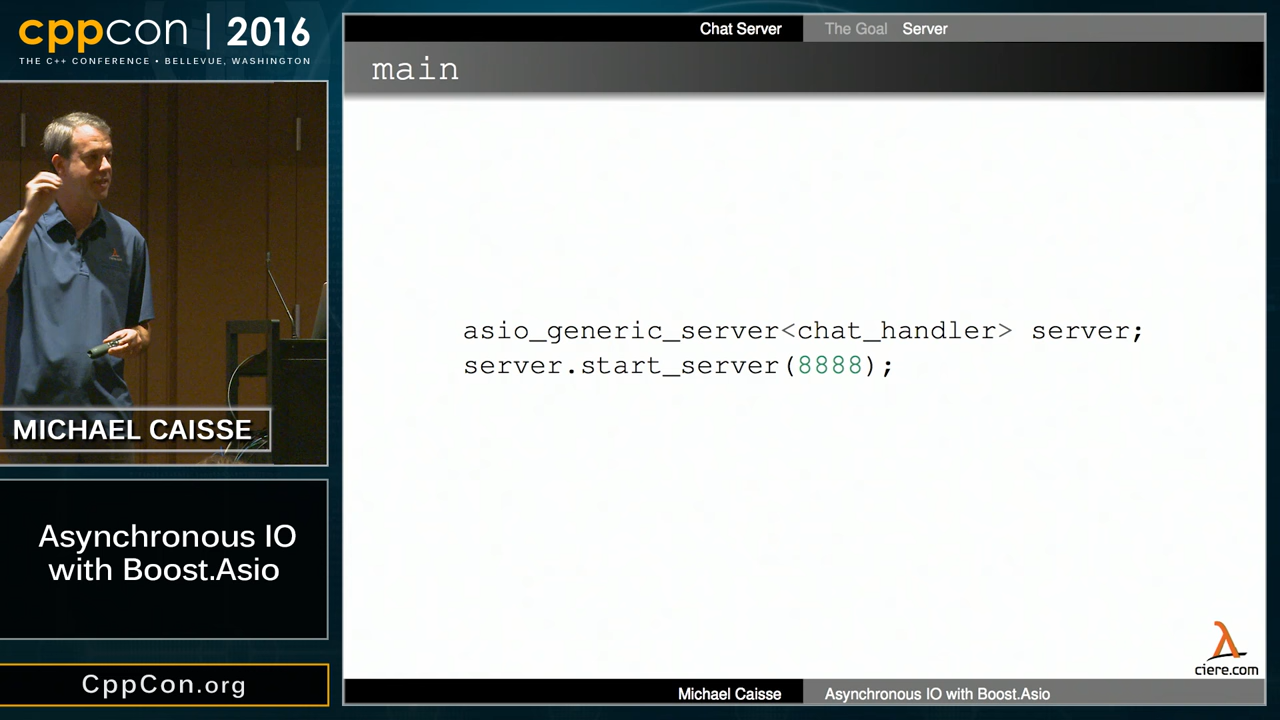 cppcon | 2016
THE C++ CONFERENCE • BELLEVUE, WASHINGTON
MICHAEL CAISSE
Asynchronous IO
with Boost.Asio
CppCon.org
Chat Server
The Goal
Server
main
asio_generic_server<chat_handler> server;
server.start_server(8888);
ciere.com
Michael Caisse
Asynchronous IO with Boost.Asio